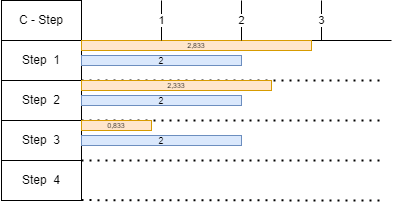 C - Step 1 2 3
2,833
Step 1 2
2,333
Step 2 2
0,833
Step 3 2
Step 4